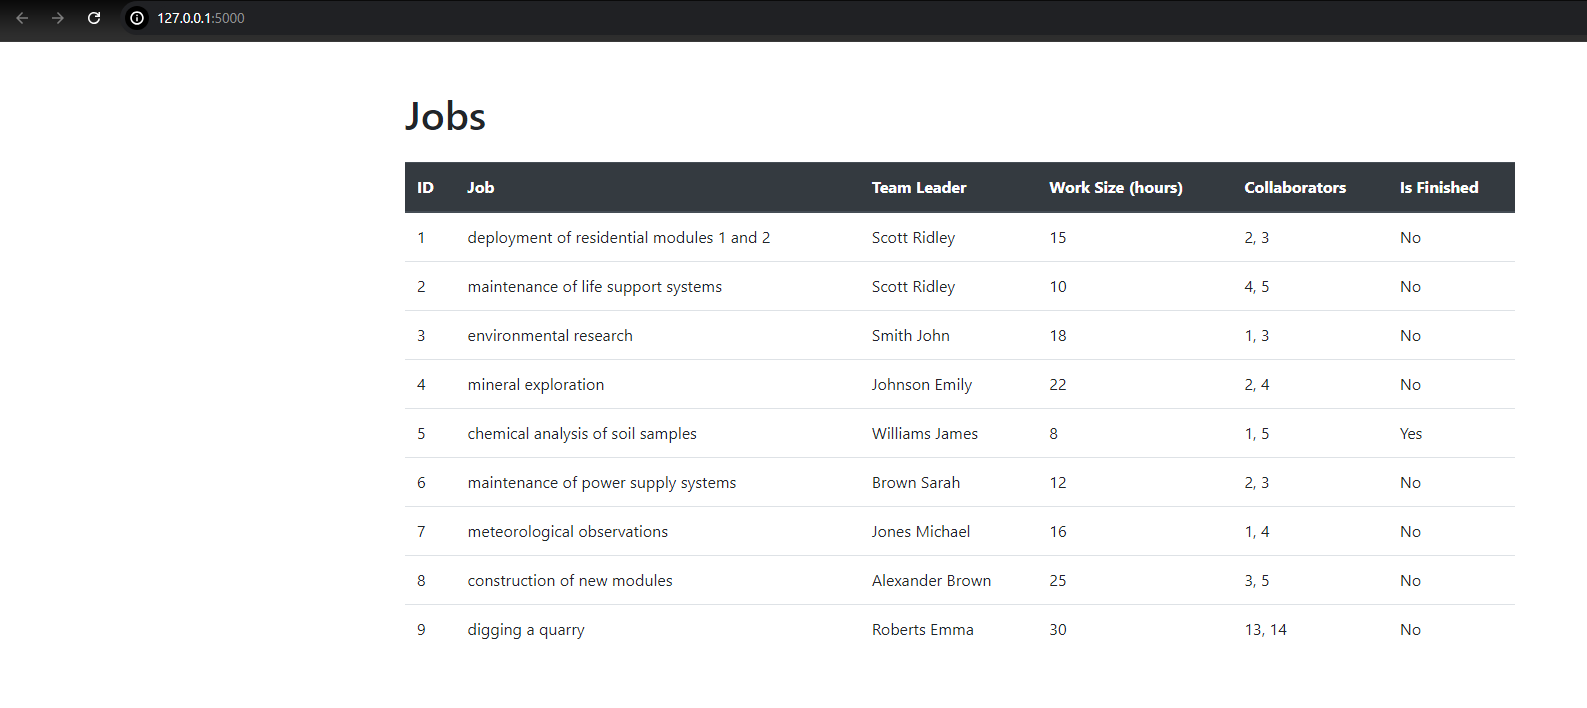 127.0.0.1:5000
Jobs
ID Job Team Leader Work Size (hours) Collaborators Is Finished
1 deployment of residential modules 1 and 2 Scott Ridley 15 2, 3 No
2 maintenance of life support systems Scott Ridley 10 4, 5 No
3 environmental research Smith John 18 1, 3 No
4 mineral exploration Johnson Emily 22 2, 4 No
5 chemical analysis of soil samples Williams James 8 1, 5 Yes
6 maintenance of power supply systems Brown Sarah 12 2, 3 No
7 meteorological observations Jones Michael 16 1, 4 No
8 construction of new modules Alexander Brown 25 3, 5 No
9 digging a quarry Roberts Emma 30 13, 14 No